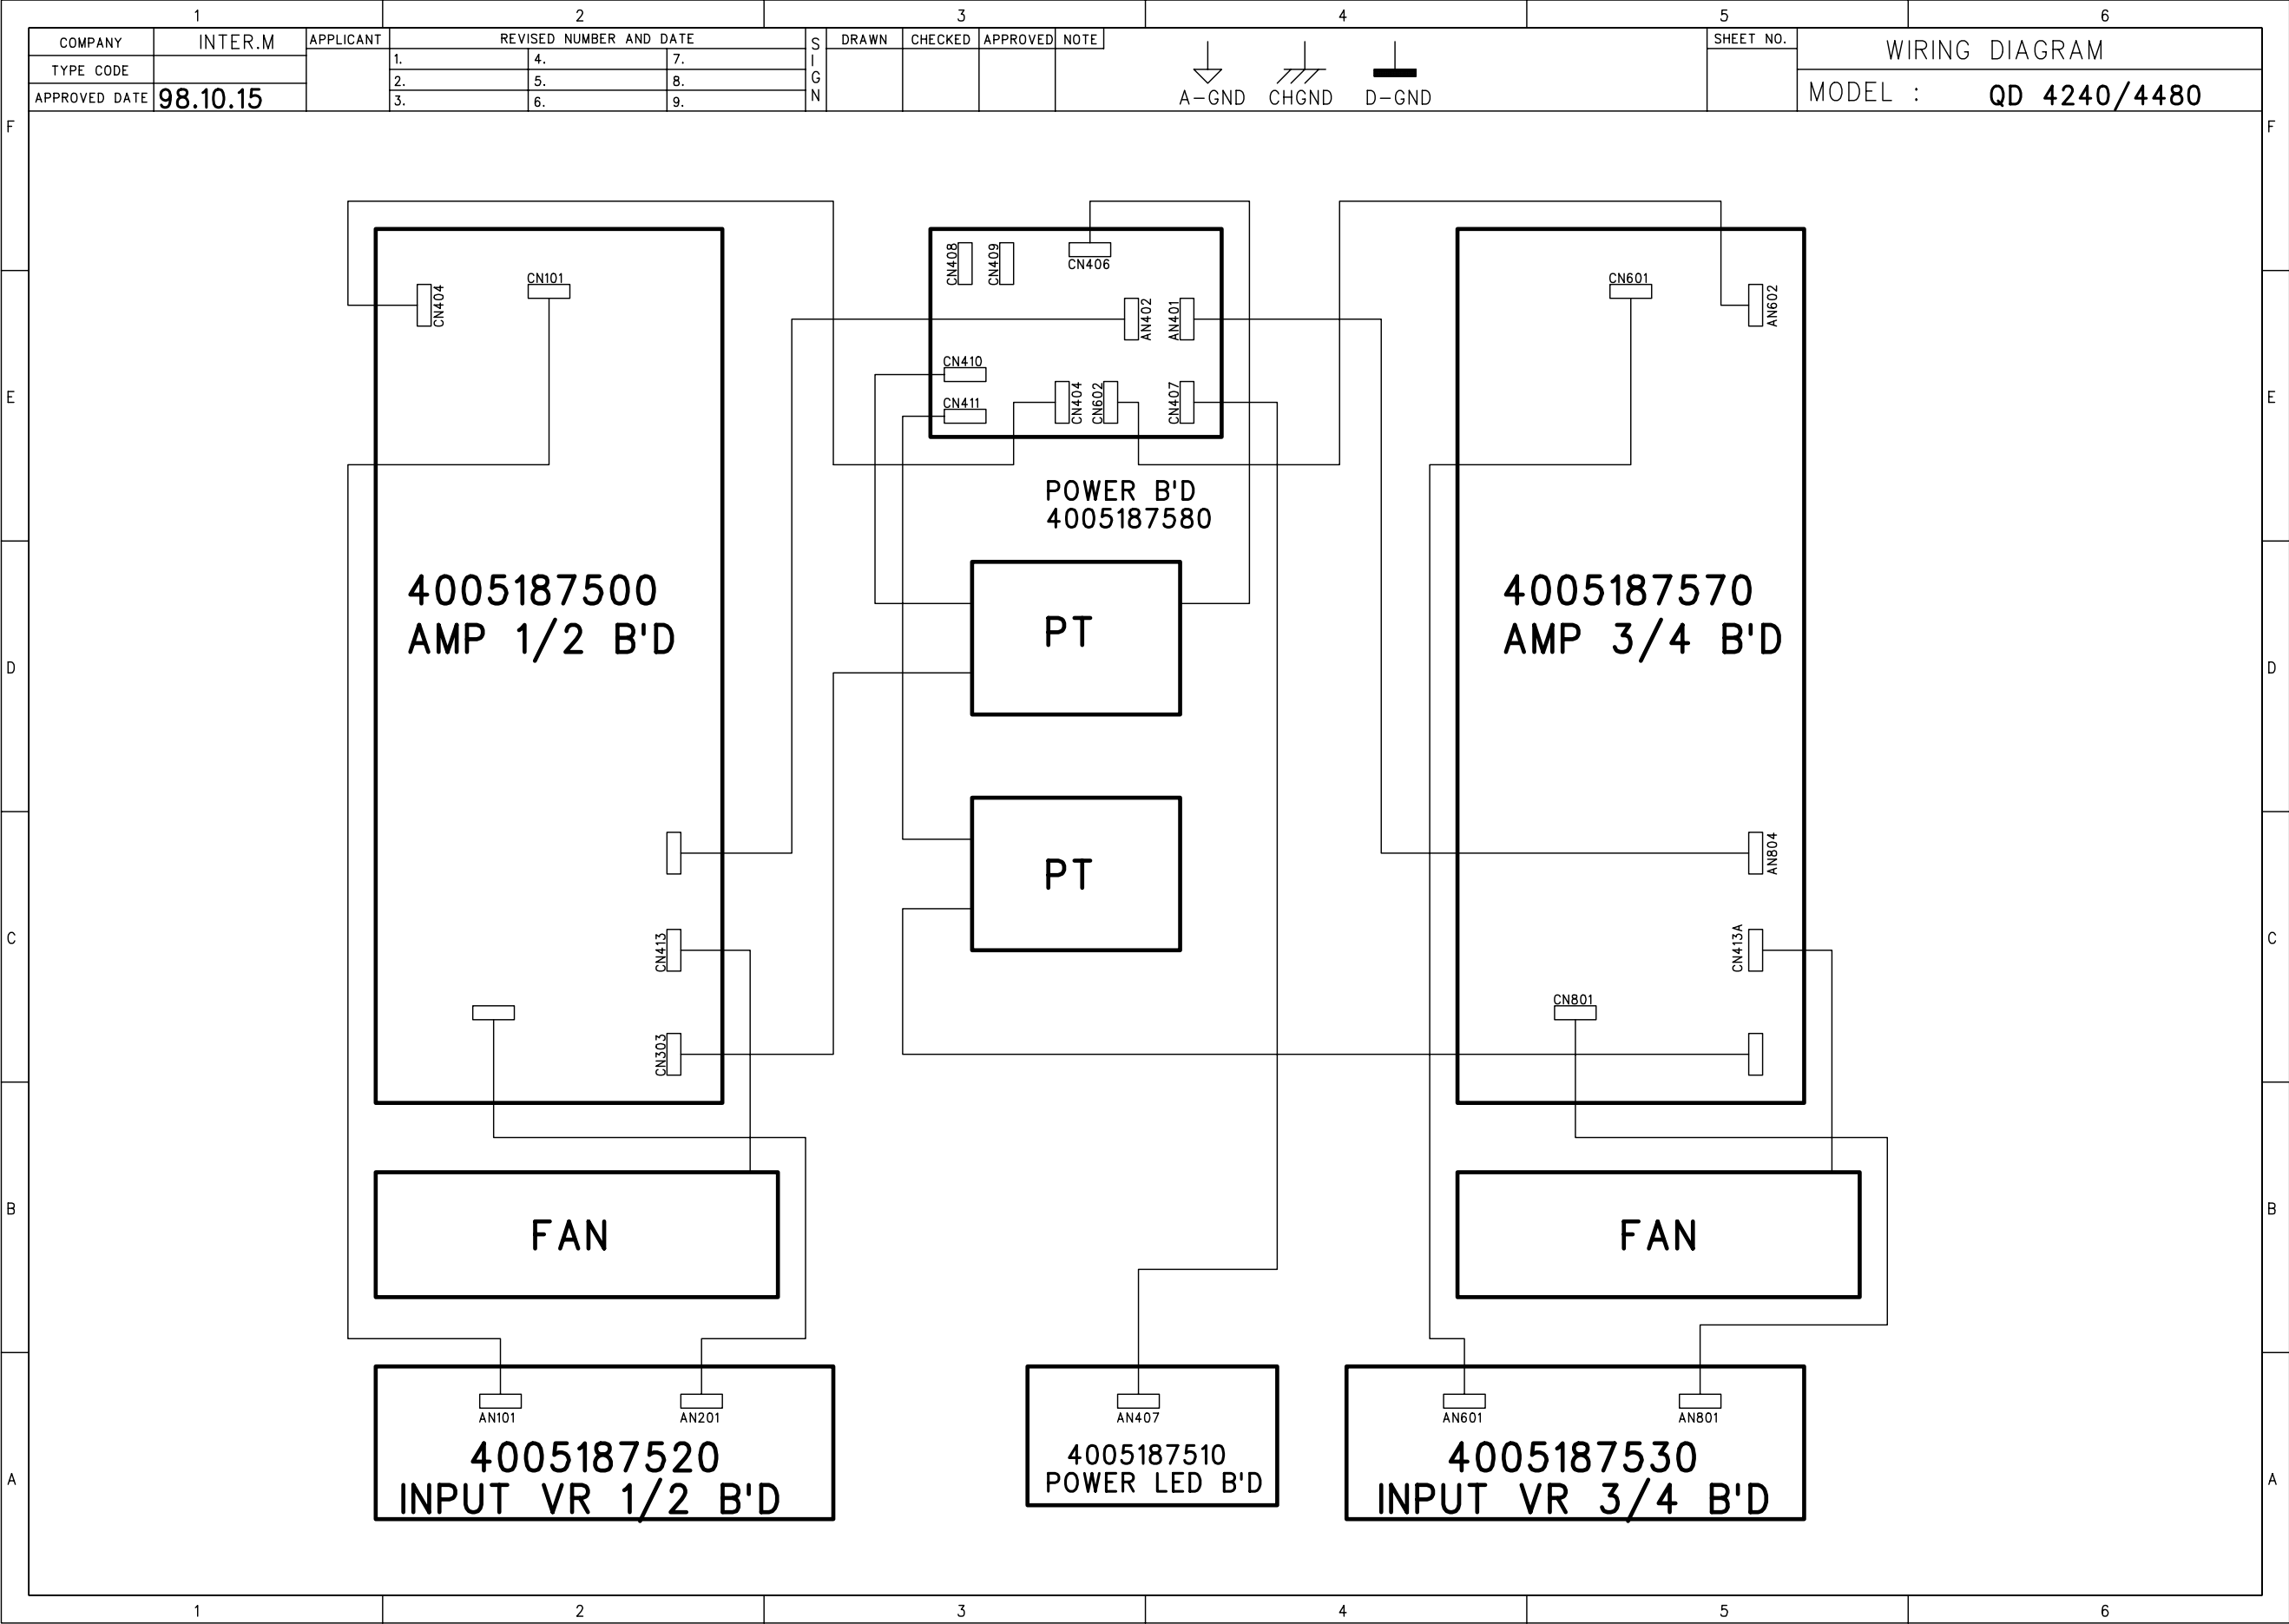 1 2 3 4 5 6
COMPANY INTER.M APPLICANT REVISED NUMBER AND DATE SIGN DRAWN CHECKED APPROVED NOTE SHEET NO. WIRING DIAGRAM
TYPE CODE
APPROVED DATE 98.10.15
1. 4. 7.
2. 5. 8.
3. 6. 9.
A-GND CHGND D-GND
MODEL : QD 4240/4480
F F
CN408
CN409
CN406
CN404
CN101
AN402
AN401
CN601
AN602
CN410
CN411
CN404
CN602
CN407
E E
POWER B'D
4005187580
4005187500
AMP 1/2 B'D
PT
4005187570
AMP 3/4 B'D
D D
PT
AN804
CN413
CN413A
C C
CN801
CN303
FAN
FAN
B B
AN101
AN201
4005187520
INPUT VR 1/2 B'D
AN407
4005187510
POWER LED B'D
AN601
AN801
4005187530
INPUT VR 3/4 B'D
A A
1 2 3 4 5 6